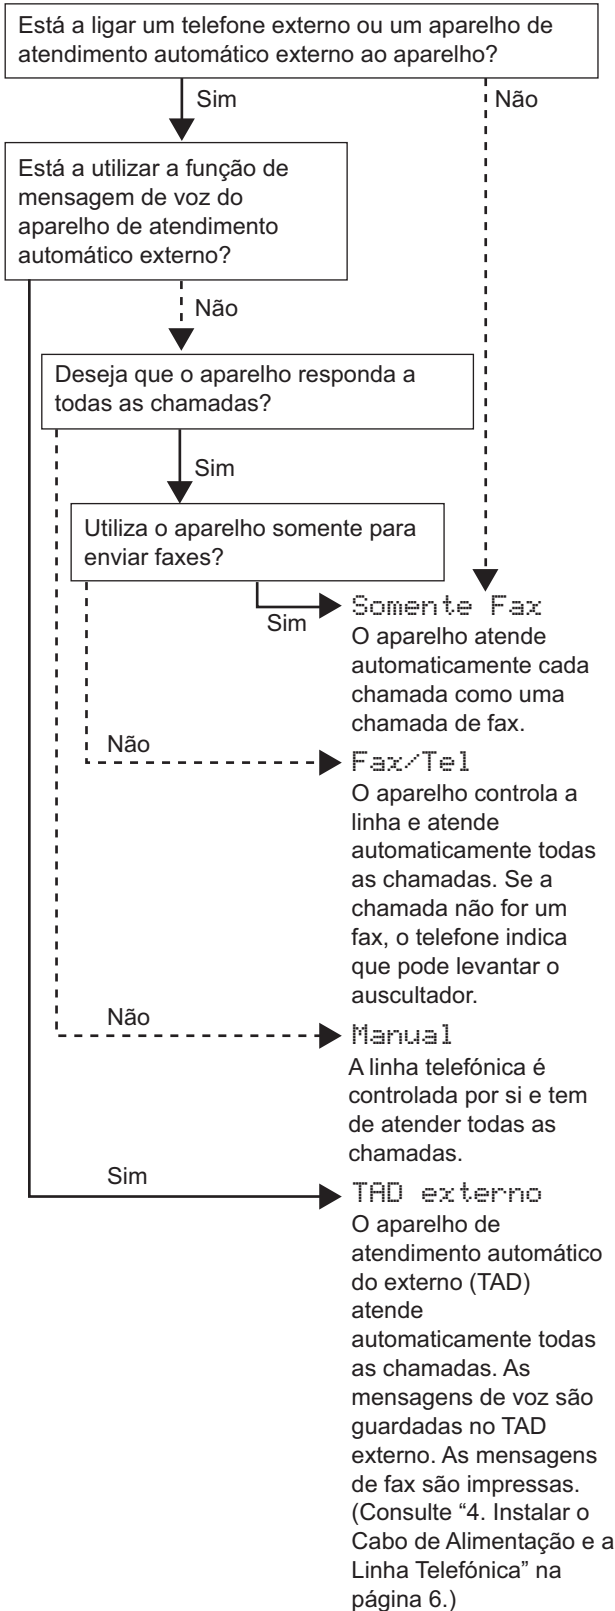 Está a ligar um telefone externo ou um aparelho de
atendimento automático externo ao aparelho?
Sim
Não
Está a utilizar a função de
mensagem de voz do
aparelho de atendimento
automático externo?
Não
Deseja que o aparelho responda a
todas as chamadas?
Sim
Utiliza o aparelho somente para
enviar faxes?
Sim
Somente Fax
O aparelho atende
automaticamente cada
chamada como uma
chamada de fax.
Não
Fax/Tel
O aparelho controla a
linha e atende
automaticamente todas
as chamadas. Se a
chamada não for um
fax, o telefone indica
que pode levantar o
auscultador.
Não
Manual
A linha telefónica é
controlada por si e tem
de atender todas as
chamadas.
Sim
TAD externo
O aparelho de
atendimento automático
do externo (TAD)
atende
automaticamente todas
as chamadas. As
mensagens de voz são
guardadas no TAD
externo. As mensagens
de fax são impressas.
(Consulte “4. Instalar o
Cabo de Alimentação e a
Linha Telefónica” na
página 6.)